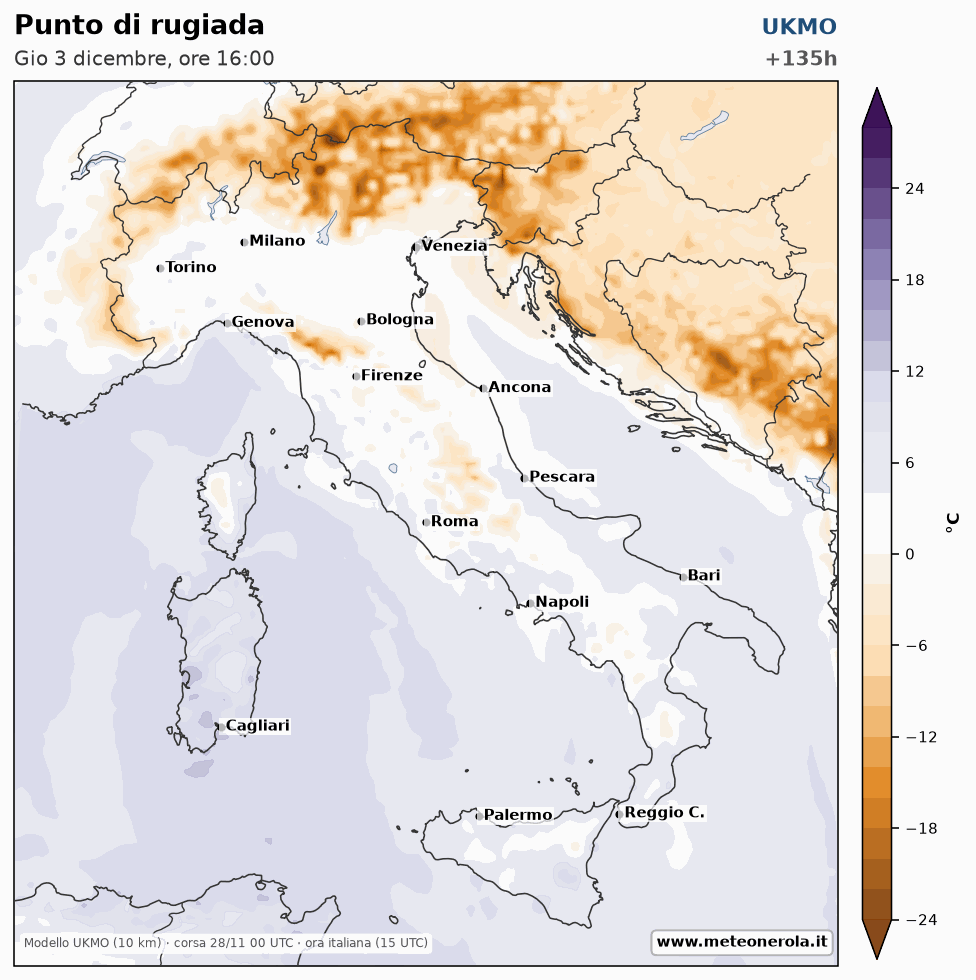 Punto di rugiada
UKMO
Gio 3 dicembre, ore 16:00
+135h
24
18
12
6
0
−6
−12
−18
−24
°C
Milano
Venezia
Torino
Genova
Bologna
Firenze
Ancona
Pescara
Roma
Bari
Napoli
Cagliari
Palermo
Reggio C.
Modello UKMO (10 km) · corsa 28/11 00 UTC · ora italiana (15 UTC)
www.meteonerola.it